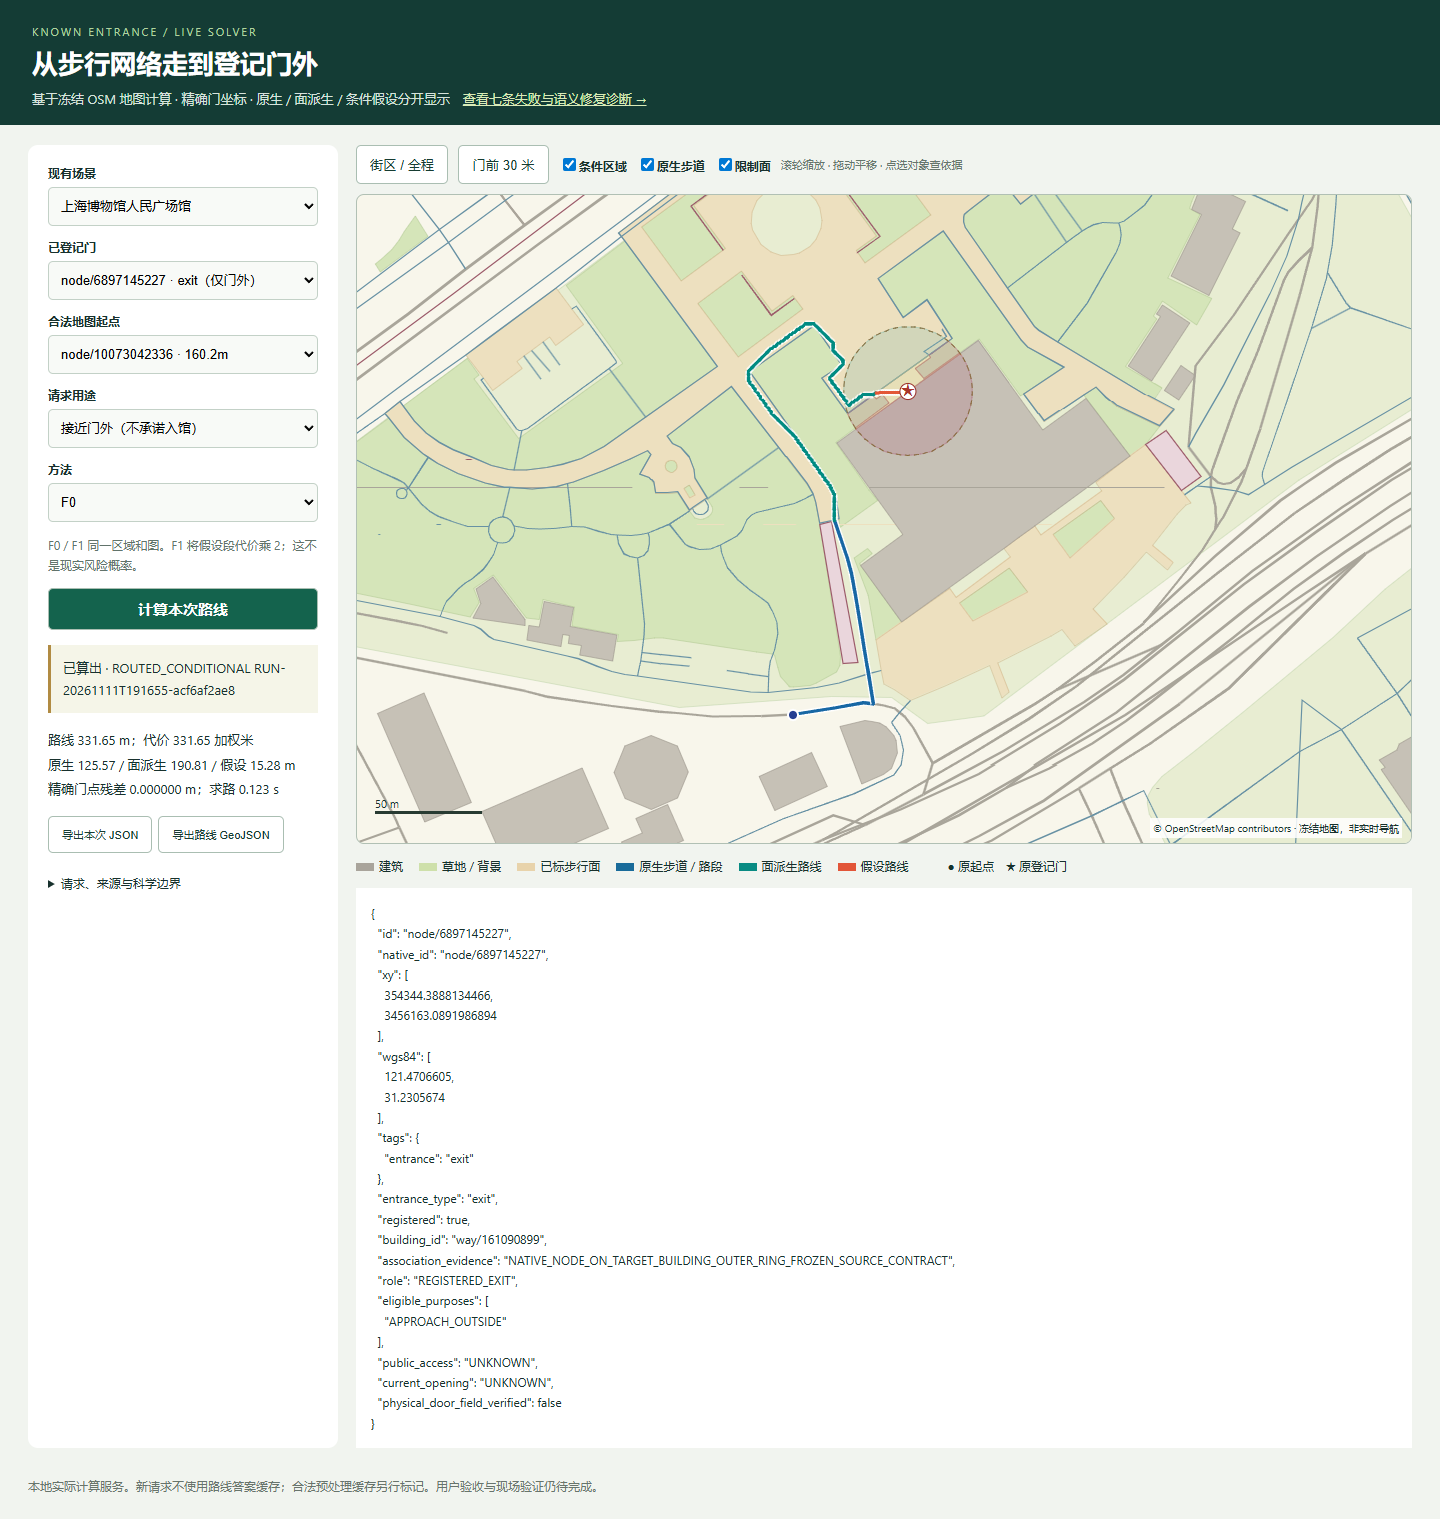 KNOWN ENTRANCE / LIVE SOLVER
从步行网络走到登记门外
基于冻结 OSM 地图计算 · 精确门坐标 · 原生 / 面派生 / 条件假设分开显示 查看七条失败与语义修复诊断 →
现有场景
上海博物馆人民广场馆
已登记门
node/6897145227 · exit（仅门外）
合法地图起点
node/10073042336 · 160.2m
请求用途
接近门外（不承诺入馆）
方法
F0
F0 / F1 同一区域和图。F1 将假设段代价乘 2；这不
是现实风险概率。
计算本次路线
已算出 · ROUTED_CONDITIONAL RUN-
20261111T191655-acf6af2ae8
路线 331.65 m；代价 331.65 加权米
原生 125.57 / 面派生 190.81 / 假设 15.28 m
精确门点残差 0.000000 m；求路 0.123 s
导出本次 JSON 导出路线 GeoJSON
▶ 请求、来源与科学边界
街区 / 全程 门前 30 米 条件区域 原生步道 限制面 滚轮缩放 · 拖动平移 · 点选对象查依据
50 m
© OpenStreetMap contributors · 冻结地图，非实时导航
建筑 草地 / 背景 已标步行面 原生步道 / 路段 面派生路线 假设路线 ● 原起点 ★ 原登记门
{
"id": "node/6897145227",
"native_id": "node/6897145227",
"xy": [
354344.3888134466,
3456163.0891986894
],
"wgs84": [
121.4706605,
31.2305674
],
"tags": {
"entrance": "exit"
},
"entrance_type": "exit",
"registered": true,
"building_id": "way/161090899",
"association_evidence": "NATIVE_NODE_ON_TARGET_BUILDING_OUTER_RING_FROZEN_SOURCE_CONTRACT",
"role": "REGISTERED_EXIT",
"eligible_purposes": [
"APPROACH_OUTSIDE"
],
"public_access": "UNKNOWN",
"current_opening": "UNKNOWN",
"physical_door_field_verified": false
}
本地实际计算服务。新请求不使用路线答案缓存；合法预处理缓存另行标记。用户验收与现场验证仍待完成。